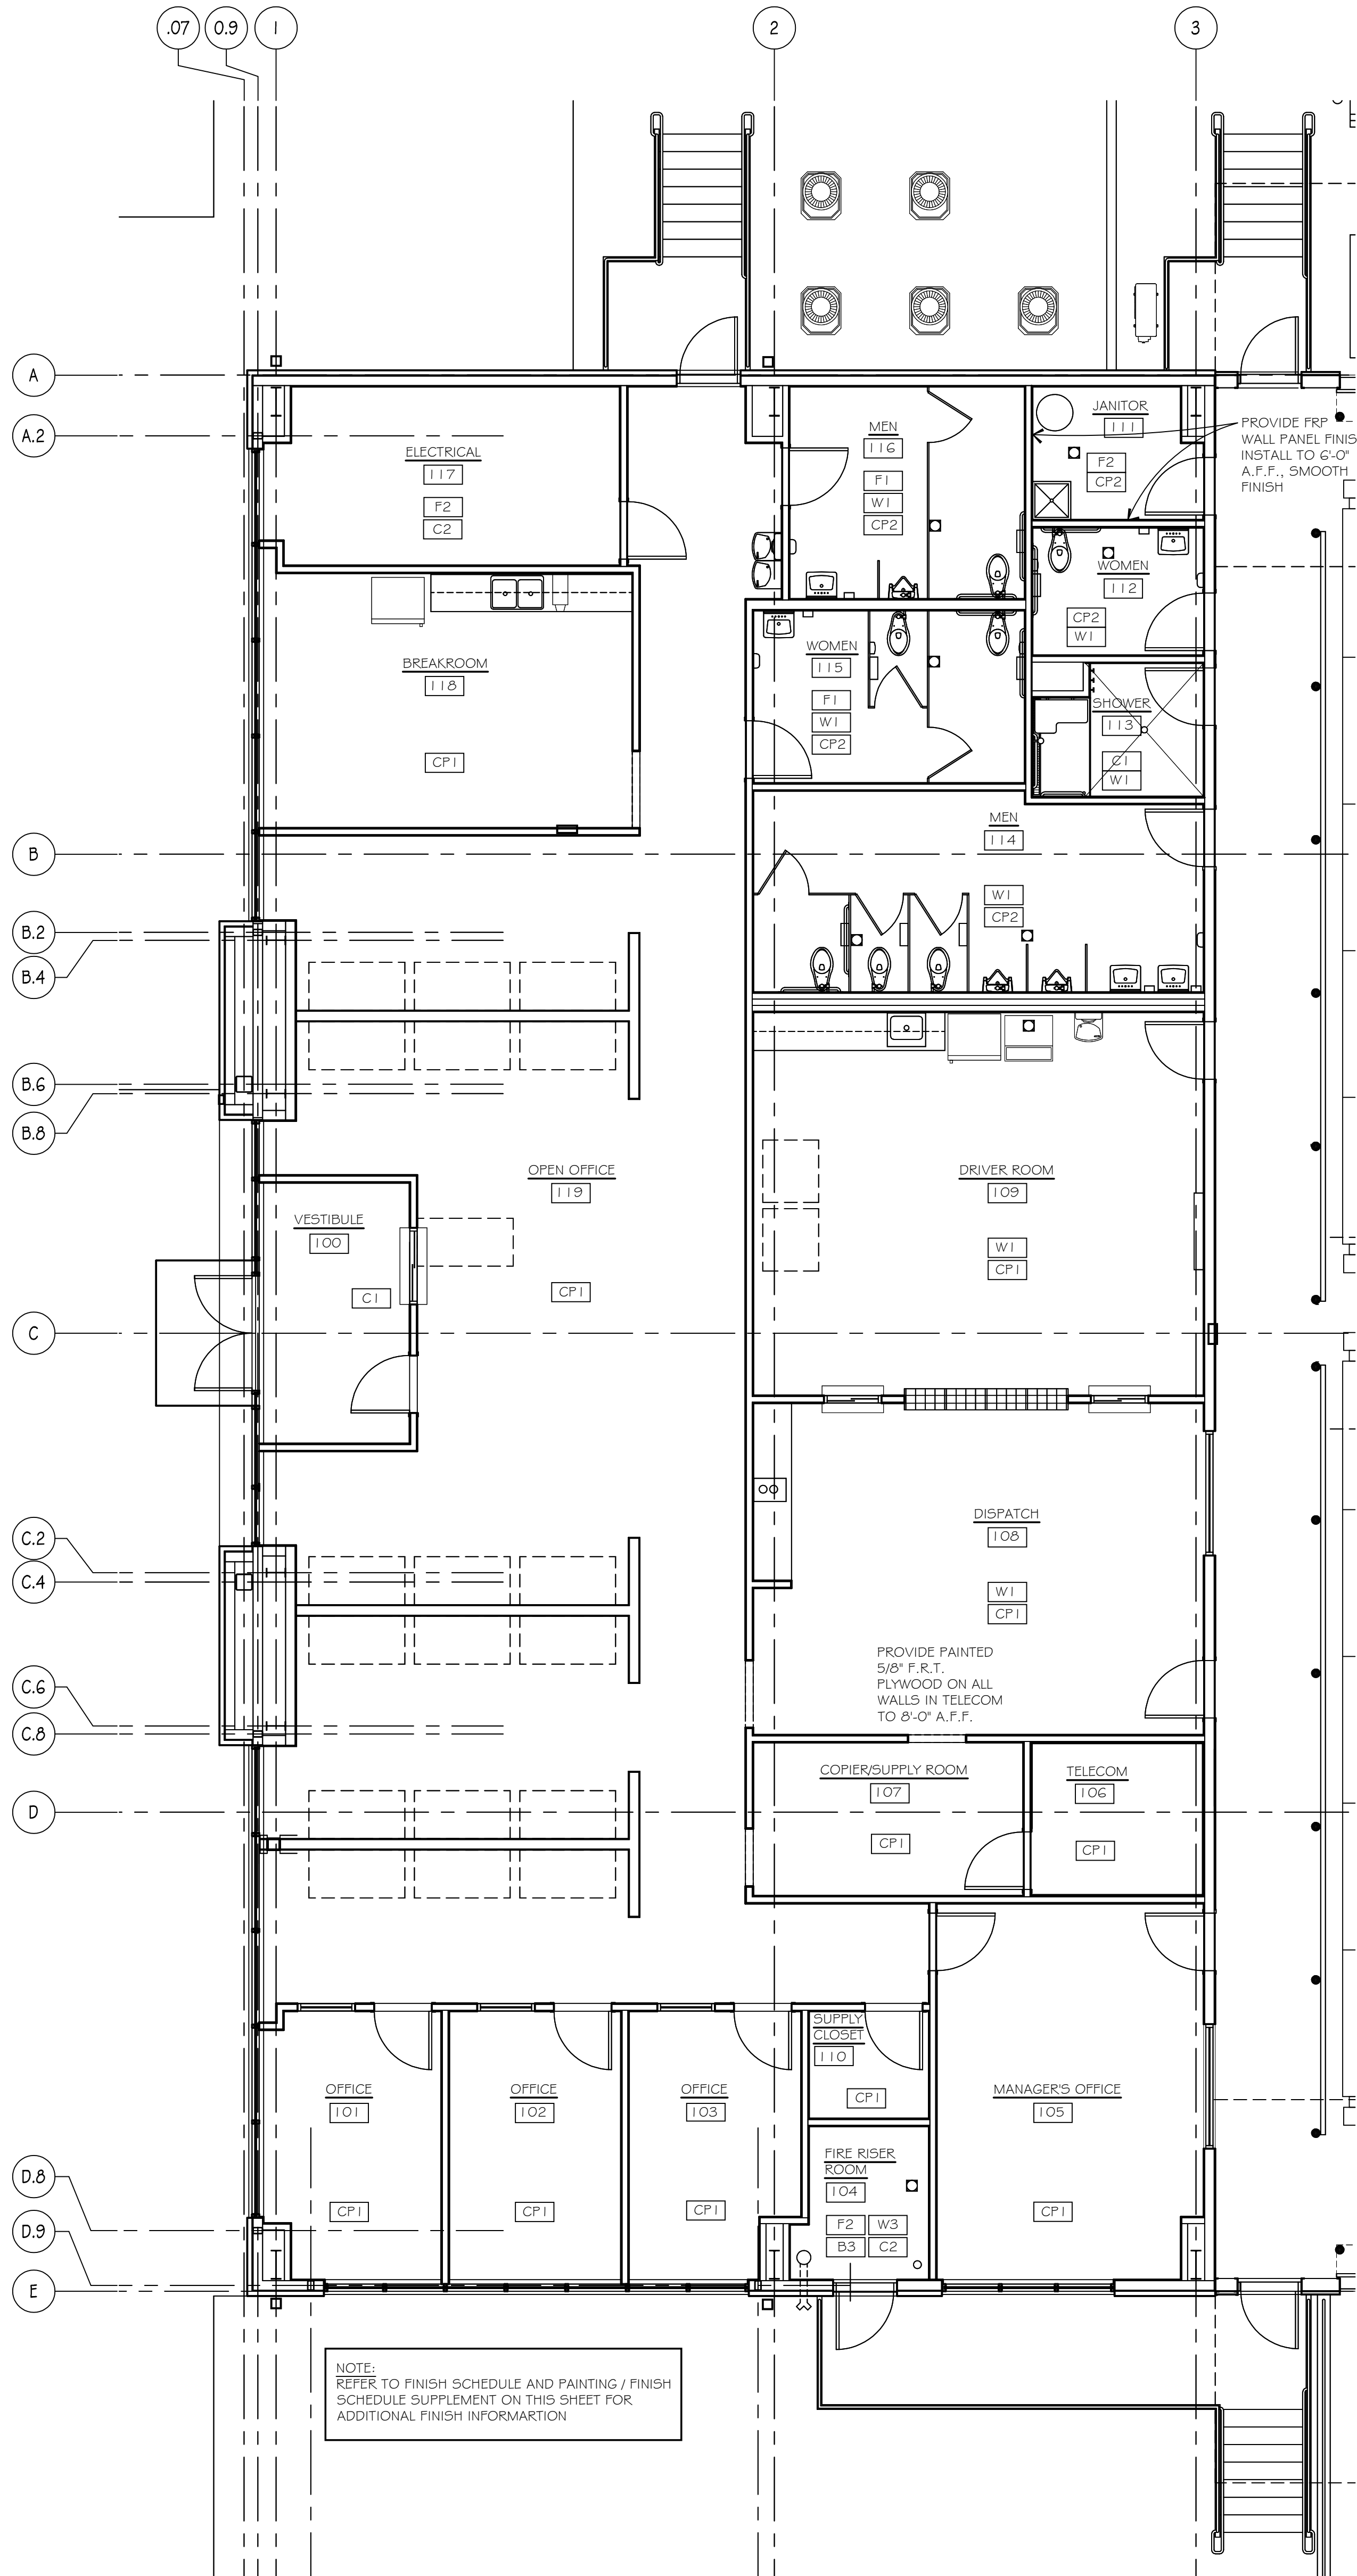 .07
0.9
1
2
3
A
A.2
B
B.2
B.4
B.6
B.8
C
C.2
C.4
C.6
C.8
D
D.8
D.9
E
ELECTRICAL
117
F2
C2
MEN
116
F1
W1
CP2
JANITOR
111
F2
CP2
PROVIDE FRP
WALL PANEL FINIS
INSTALL TO 6'-0"
A.F.F., SMOOTH
FINISH
BREAKROOM
118
CP1
WOMEN
115
F1
W1
CP2
WOMEN
112
CP2
W1
SHOWER
113
C1
W1
MEN
114
W1
CP2
OPEN OFFICE
119
CP1
VESTIBULE
100
C1
DRIVER ROOM
109
W1
CP1
DISPATCH
108
W1
CP1
PROVIDE PAINTED
5/8" F.R.T.
PLYWOOD ON ALL
WALLS IN TELECOM
TO 8'-0" A.F.F.
COPIER/SUPPLY ROOM
107
CP1
TELECOM
106
CP1
OFFICE
101
CP1
OFFICE
102
CP1
OFFICE
103
CP1
SUPPLY
CLOSET
110
CP1
FIRE RISER
ROOM
104
F2 W3
B3 C2
MANAGER'S OFFICE
105
CP1
NOTE:
REFER TO FINISH SCHEDULE AND PAINTING / FINISH
SCHEDULE SUPPLEMENT ON THIS SHEET FOR
ADDITIONAL FINISH INFORMARTION